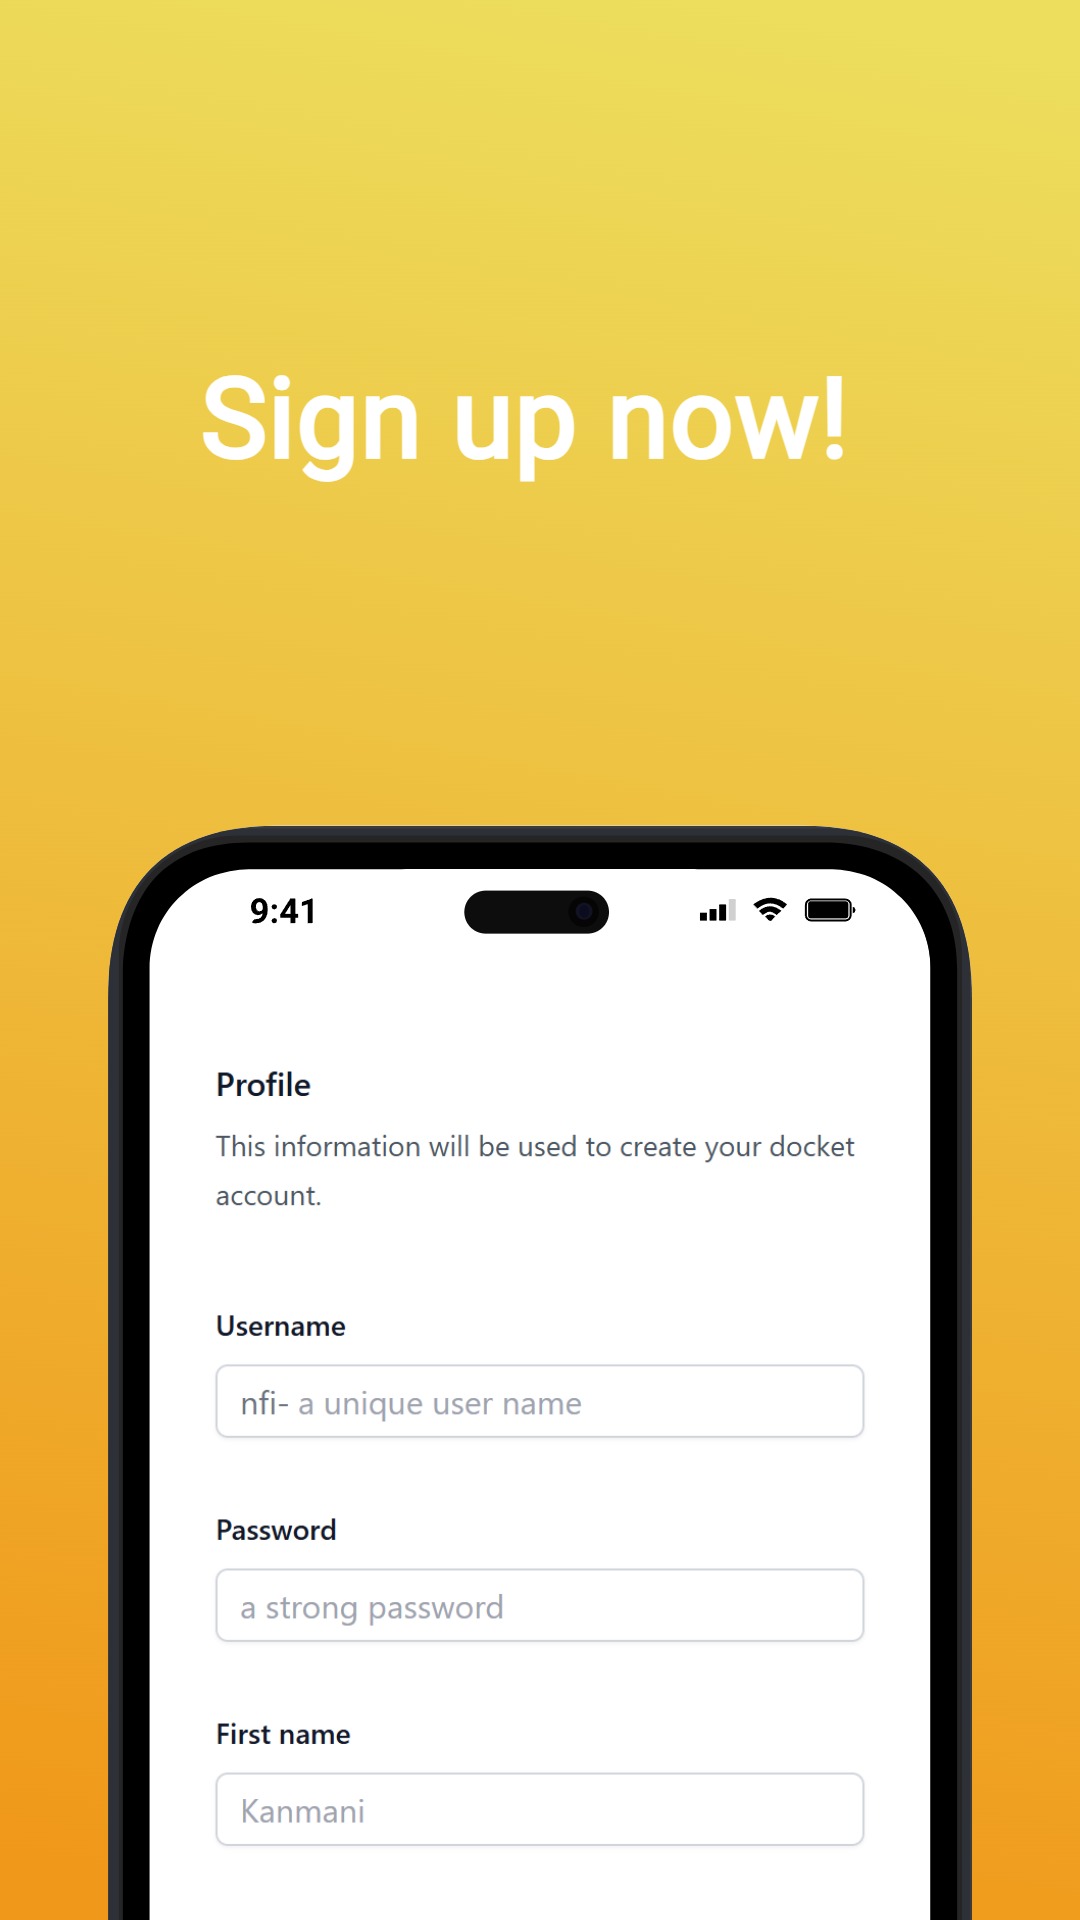 Sign up now!
9:41
Profile
This information will be used to create your docket
account.
Username
nfi- a unique user name
Password
a strong password
First name
Kanmani